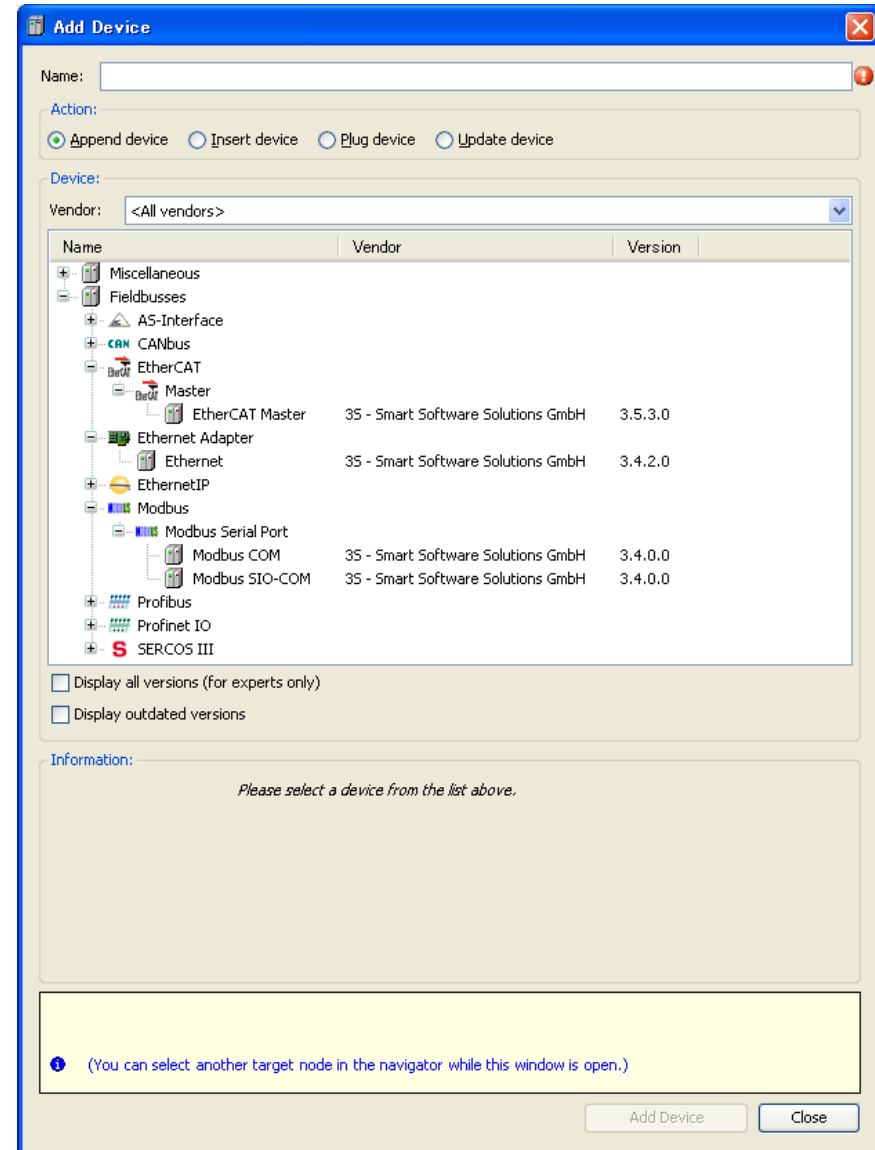 Add Device
Name:
Action:
Append device Insert device Plug device Update device
Device:
Vendor: <All vendors>
Name Vendor Version
Miscellaneous
Fieldbusses
AS-Interface
CAN CANbus
EtherCAT EtherCAT
EtherCAT Master
EtherCAT Master 3S - Smart Software Solutions GmbH 3.5.3.0
Ethernet Adapter
Ethernet 3S - Smart Software Solutions GmbH 3.4.2.0
EthernetIP
MODBUS Modbus
MODBUS Modbus Serial Port
Modbus COM 3S - Smart Software Solutions GmbH 3.4.0.0
Modbus SIO-COM 3S - Smart Software Solutions GmbH 3.4.0.0
Profibus
Profinet IO
S SERCOS III
Display all versions (for experts only)
Display outdated versions
Information:
Please select a device from the list above.
(You can select another target node in the navigator while this window is open.)
Add Device Close